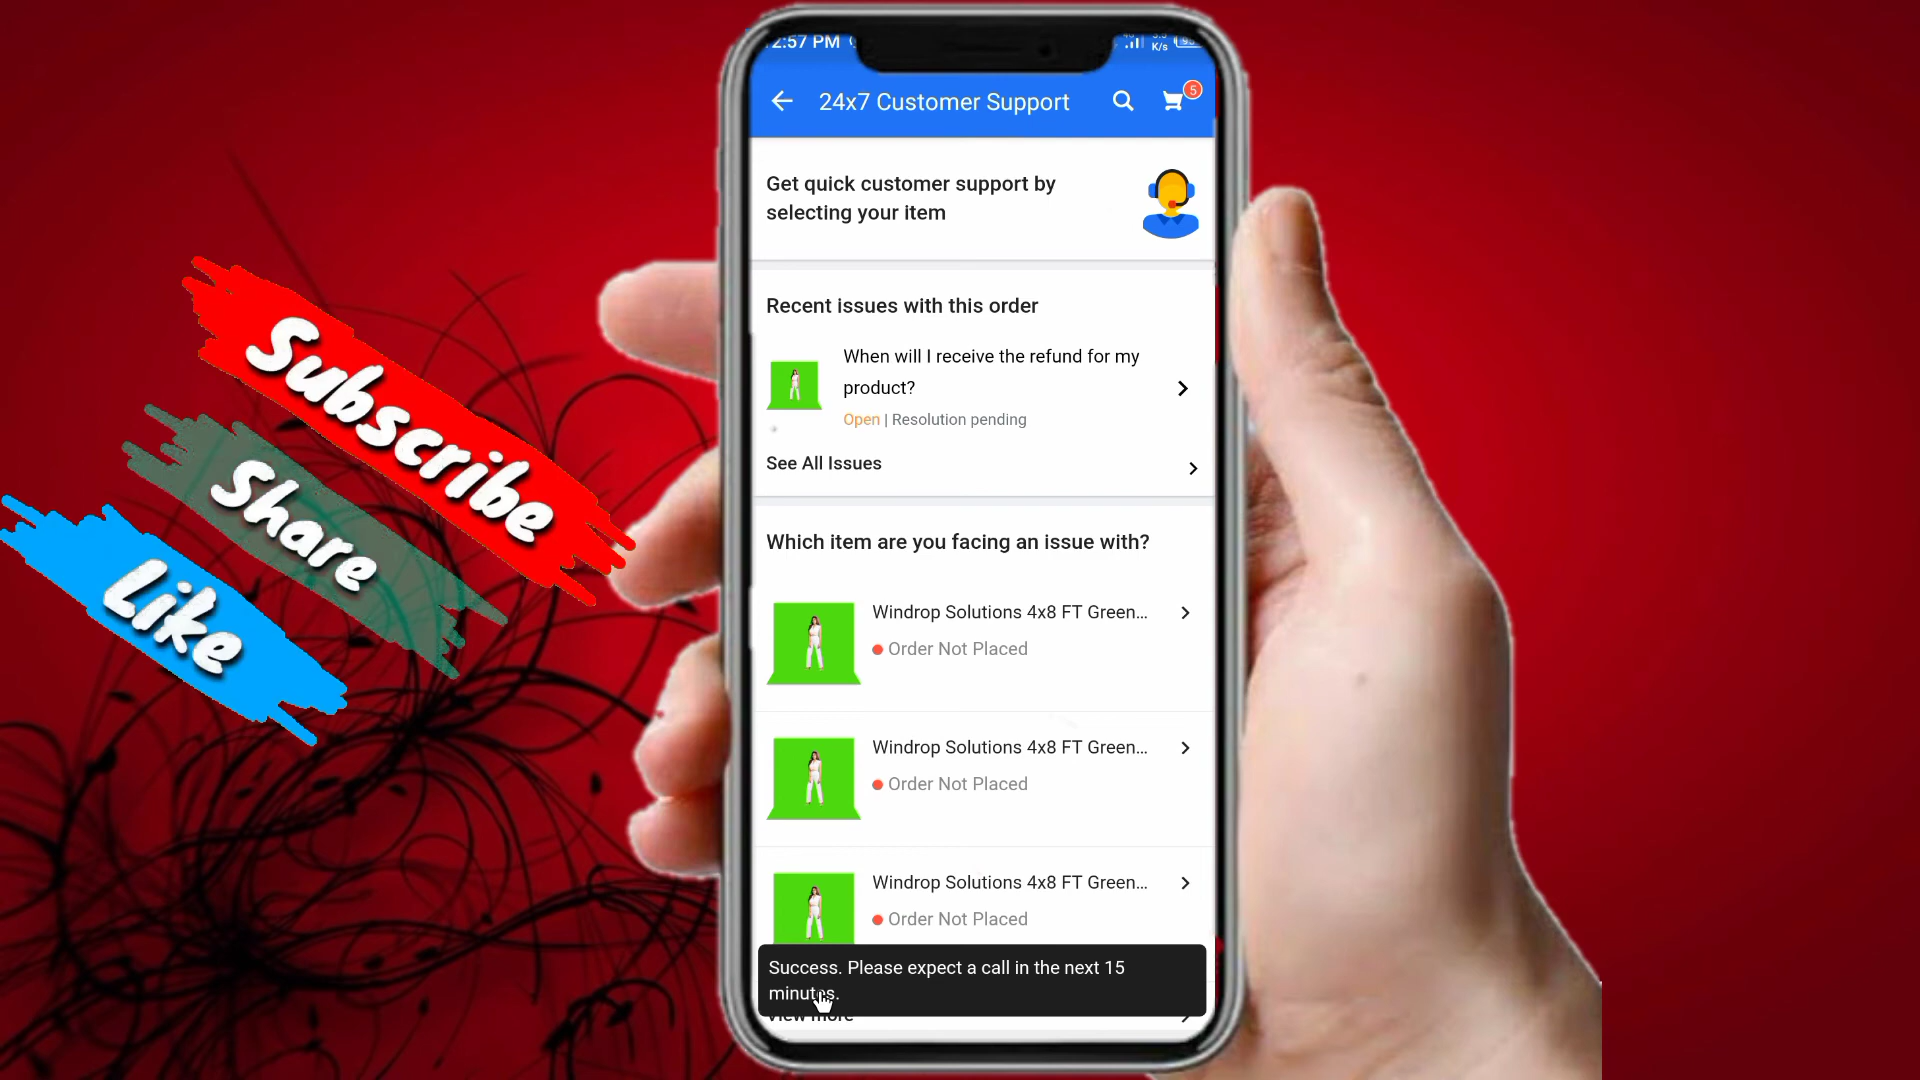 2:57 PM
K/s
24x7 Customer Support
5
Get quick customer support by
selecting your item
Recent issues with this order
When will I receive the refund for my
product?
Open | Resolution pending
See All Issues
Which item are you facing an issue with?
Windrop Solutions 4x8 FT Green...
Order Not Placed
Windrop Solutions 4x8 FT Green...
Order Not Placed
Windrop Solutions 4x8 FT Green...
Order Not Placed
Success. Please expect a call in the next 15
minutes.
View more
Subscribe
Share
Like